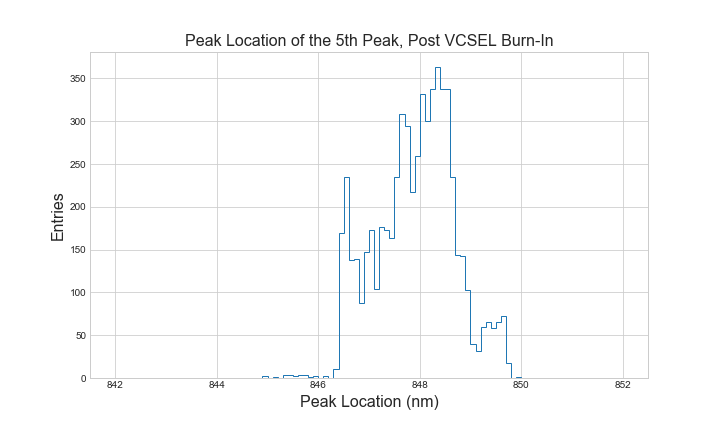 Peak Location of the 5th Peak, Post VCSEL Burn-In
Entries
350
300
250
200
150
100
50
0
842 844 846 848 850 852
Peak Location (nm)